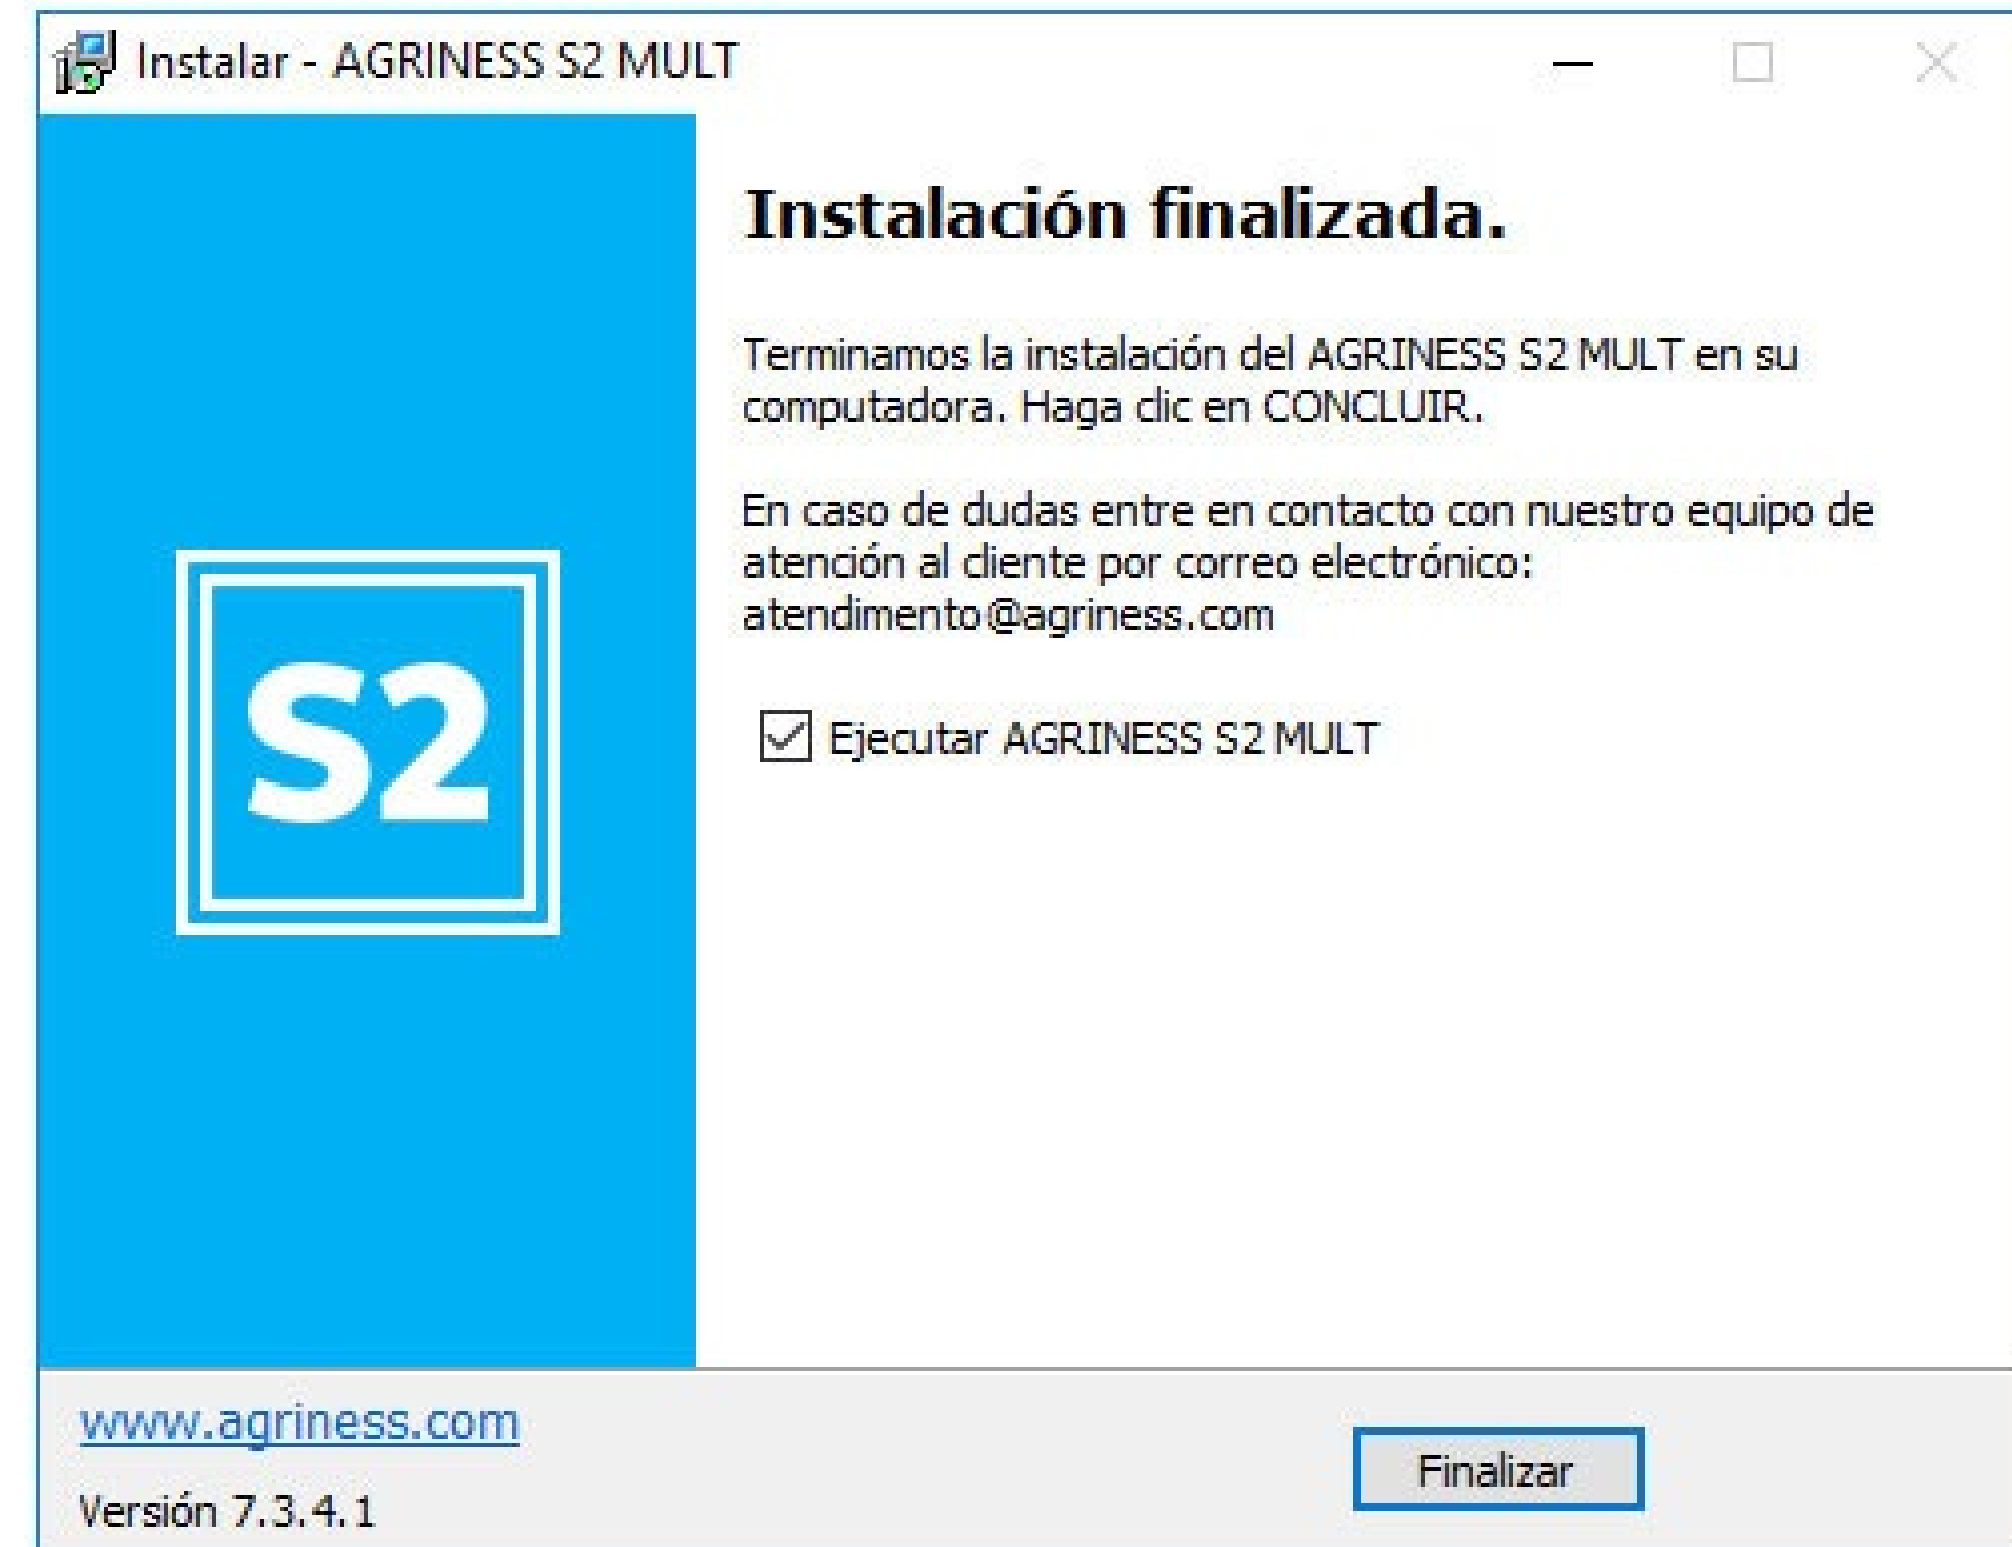 Instalar - AGRINESS S2 MULT
Instalación finalizada.
Terminamos la instalación del AGRINESS S2 MULT en su
computadora. Haga clic en CONCLUIR.
En caso de dudas entre en contacto con nuestro equipo de
atención al cliente por correo electrónico:
atendimento@agriness.com
Ejecutar AGRINESS S2 MULT
S2
www.agriness.com
Versión 7.3.4.1
Finalizar